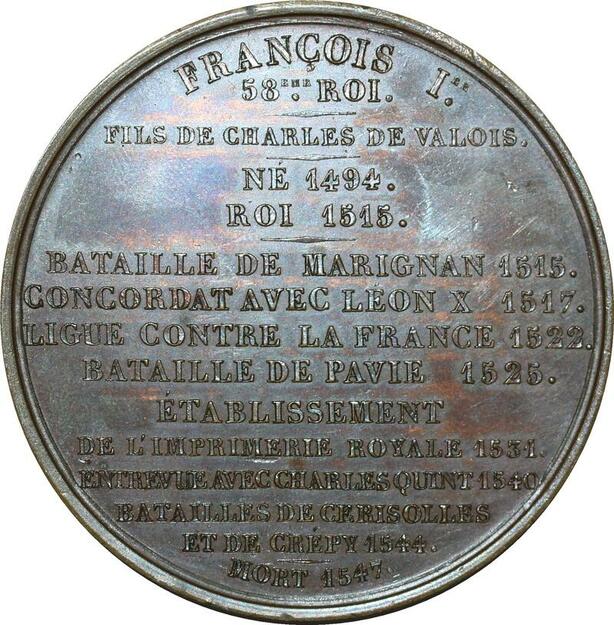 FRANÇOIS I.ER
58EME. ROI.
FILS DE CHARLES DE VALOIS.
NÉ 1494.
ROI 1515.
BATAILLE DE MARIGNAN 1515.
CONCORDAT AVEC LÉON X 1517.
LIGUE CONTRE LA FRANCE 1522.
BATAILLE DE PAVIE 1525.
ÉTABLISSEMENT
DE L'IMPRIMERIE ROYALE 1531.
ENTREVUE AVEC CHARLES QUINT 1540
BATAILLES DE CERISOLLES
ET DE CRÉPY 1544.
MORT 1547.